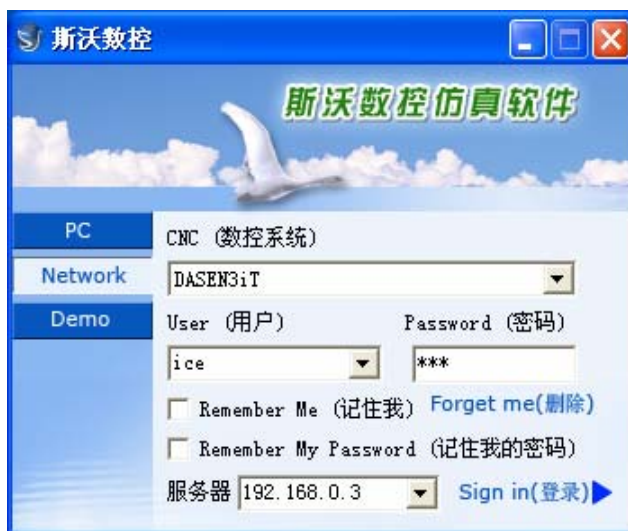 斯沃数控
斯沃数控仿真软件
PC
CNC (数控系统)
Network
DASEN3iT
Demo
User (用户)
Password (密码)
ice
***
Remember Me (记住我)
Forget me(删除)
Remember My Password (记住我的密码)
服务器 192.168.0.3
Sign in(登录)